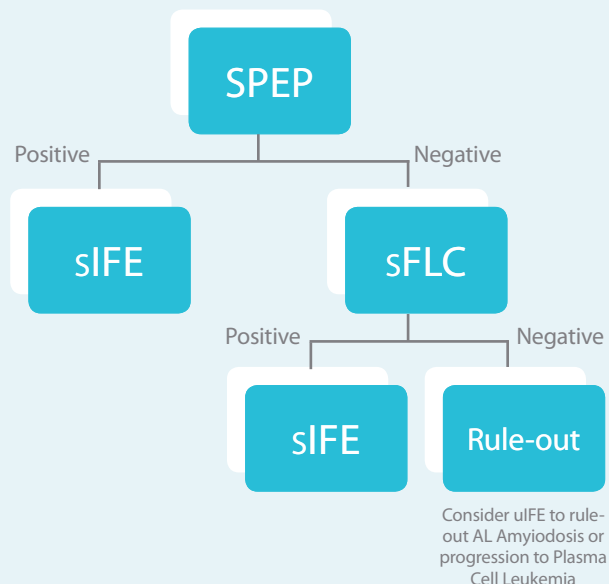 SPEP
Positive
Negative
sIFE
sFLC
Positive
Negative
sIFE
Rule-out
Consider uIFE to rule-
out AL Amyiodosis or
progression to Plasma
Cell Leukemia